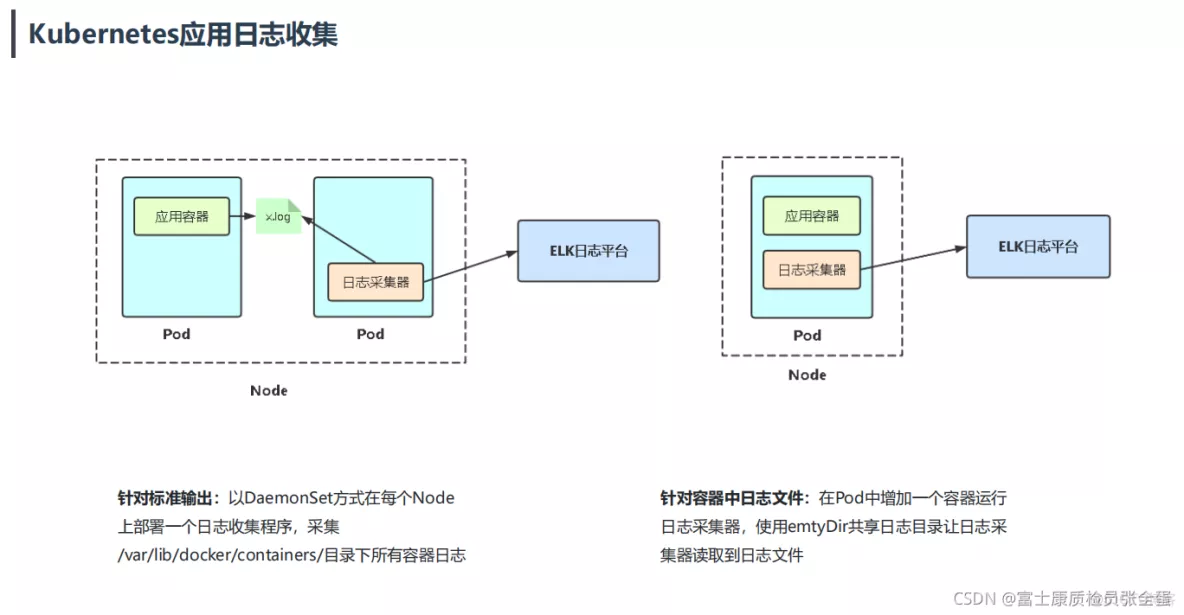 Kubernetes应用日志收集
应用容器
x.log
日志采集器
Pod
Pod
Node
ELK日志平台
应用容器
日志采集器
Pod
Node
ELK日志平台
针对标准输出：以DaemonSet方式在每个Node
上部署一个日志收集程序，采集
/var/lib/docker/containers/目录下所有容器日志
针对容器中日志文件：在Pod中增加一个容器运行
日志采集器，使用emtyDir共享日志目录让日志采
集器读取到日志文件
CSDN @富士康质检员张全蛋